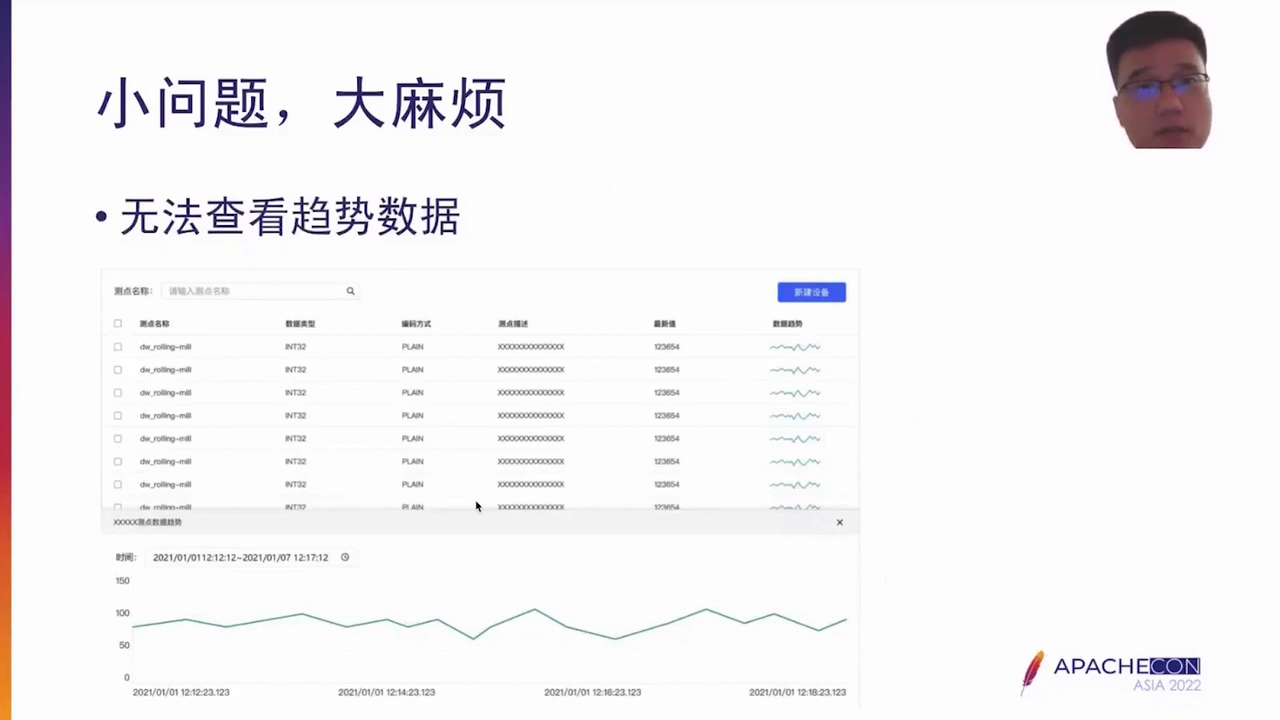 小问题，大麻烦
• 无法查看趋势数据
测点名称： 请输入测点名称 新建设备
测点名称 数据类型 编码方式 测点描述 最新值 数据趋势
dw_rolling-mill INT32 PLAIN XXXXXXXXXXXXXX 123654
dw_rolling-mill INT32 PLAIN XXXXXXXXXXXXXX 123654
dw_rolling-mill INT32 PLAIN XXXXXXXXXXXXXX 123654
dw_rolling-mill INT32 PLAIN XXXXXXXXXXXXXX 123654
dw_rolling-mill INT32 PLAIN XXXXXXXXXXXXXX 123654
dw_rolling-mill INT32 PLAIN XXXXXXXXXXXXXX 123654
dw_rolling-mill INT32 PLAIN XXXXXXXXXXXXXX 123654
dw_rolling-mill INT32 PLAIN XXXXXXXXXXXXXX 123654
XXXXX测点数据趋势
时间： 2021/01/0112:12:12~2021/01/07 12:17:12
150
100
50
0
2021/01/01 12:12:23.123 2021/01/01 12:14:23.123 2021/01/01 12:16:23.123 2021/01/01 12:18:23.123
APACHECON
ASIA 2022